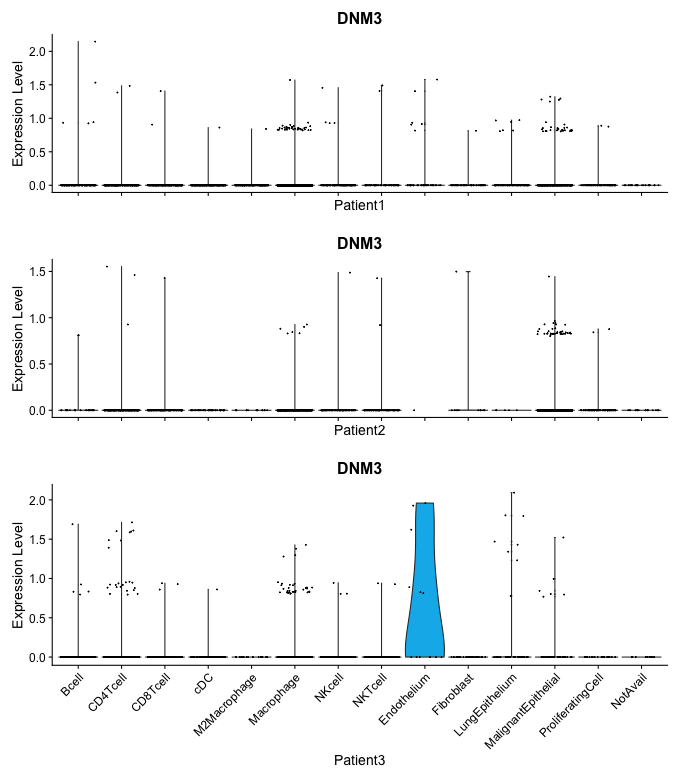 DNM3
Expression Level
2.0
1.5
1.0
0.5
0.0
Patient1
DNM3
Expression Level
1.5
1.0
0.5
0.0
Patient2
DNM3
Expression Level
2.0
1.5
1.0
0.5
0.0
Bcell
CD4Tcell
CD8Tcell
cDC
M2Macrophage
Macrophage
NKcell
NKTcell
Endothelium
Fibroblast
LungEpithelium
MalignantEpithelial
ProliferatingCell
NotAvail
Patient3